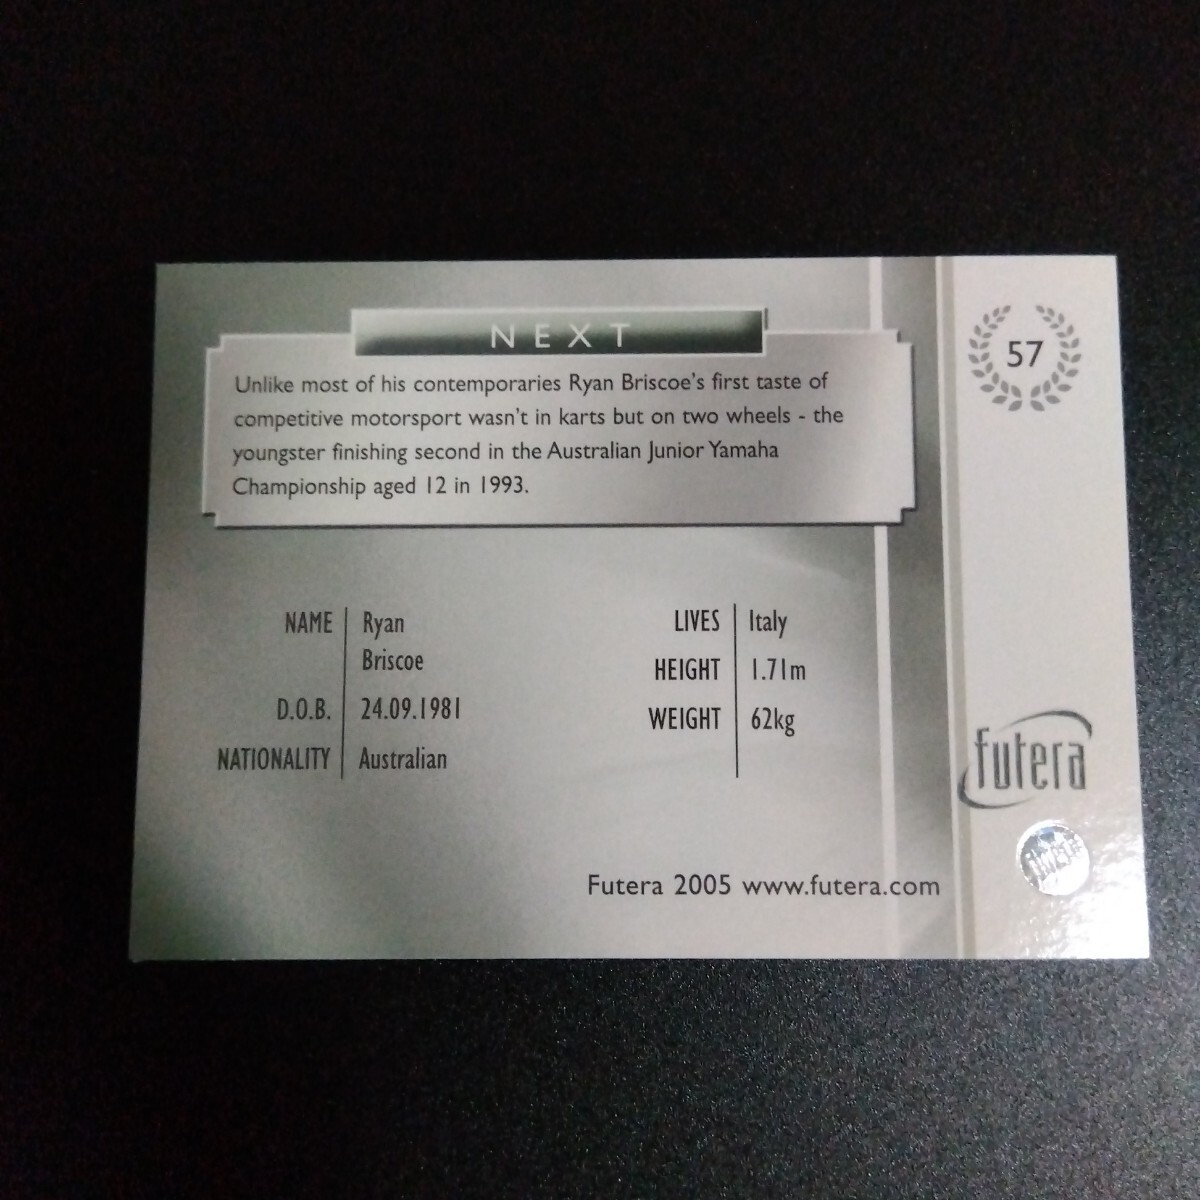 NEXT
57
Unlike most of his contemporaries Ryan Briscoe's first taste of
competitive motorsport wasn't in karts but on two wheels - the
youngster finishing second in the Australian Junior Yamaha
Championship aged 12 in 1993.
NAME Ryan
Briscoe
D.O.B. 24.09.1981
NATIONALITY Australian
LIVES Italy
HEIGHT 1.71m
WEIGHT 62kg
futera
Futera 2005 www.futera.com